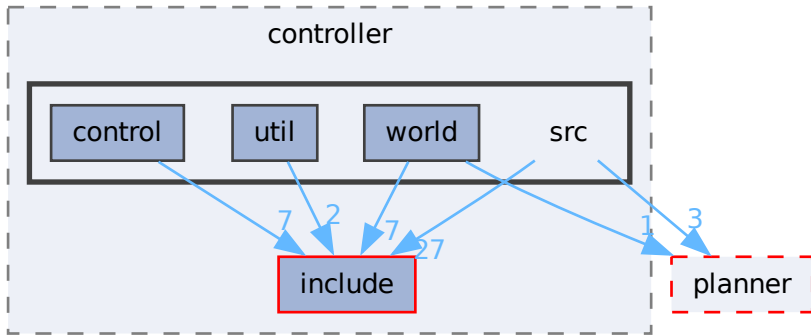 controller
control
util
world
src
7
2
7
27
1
3
include
planner